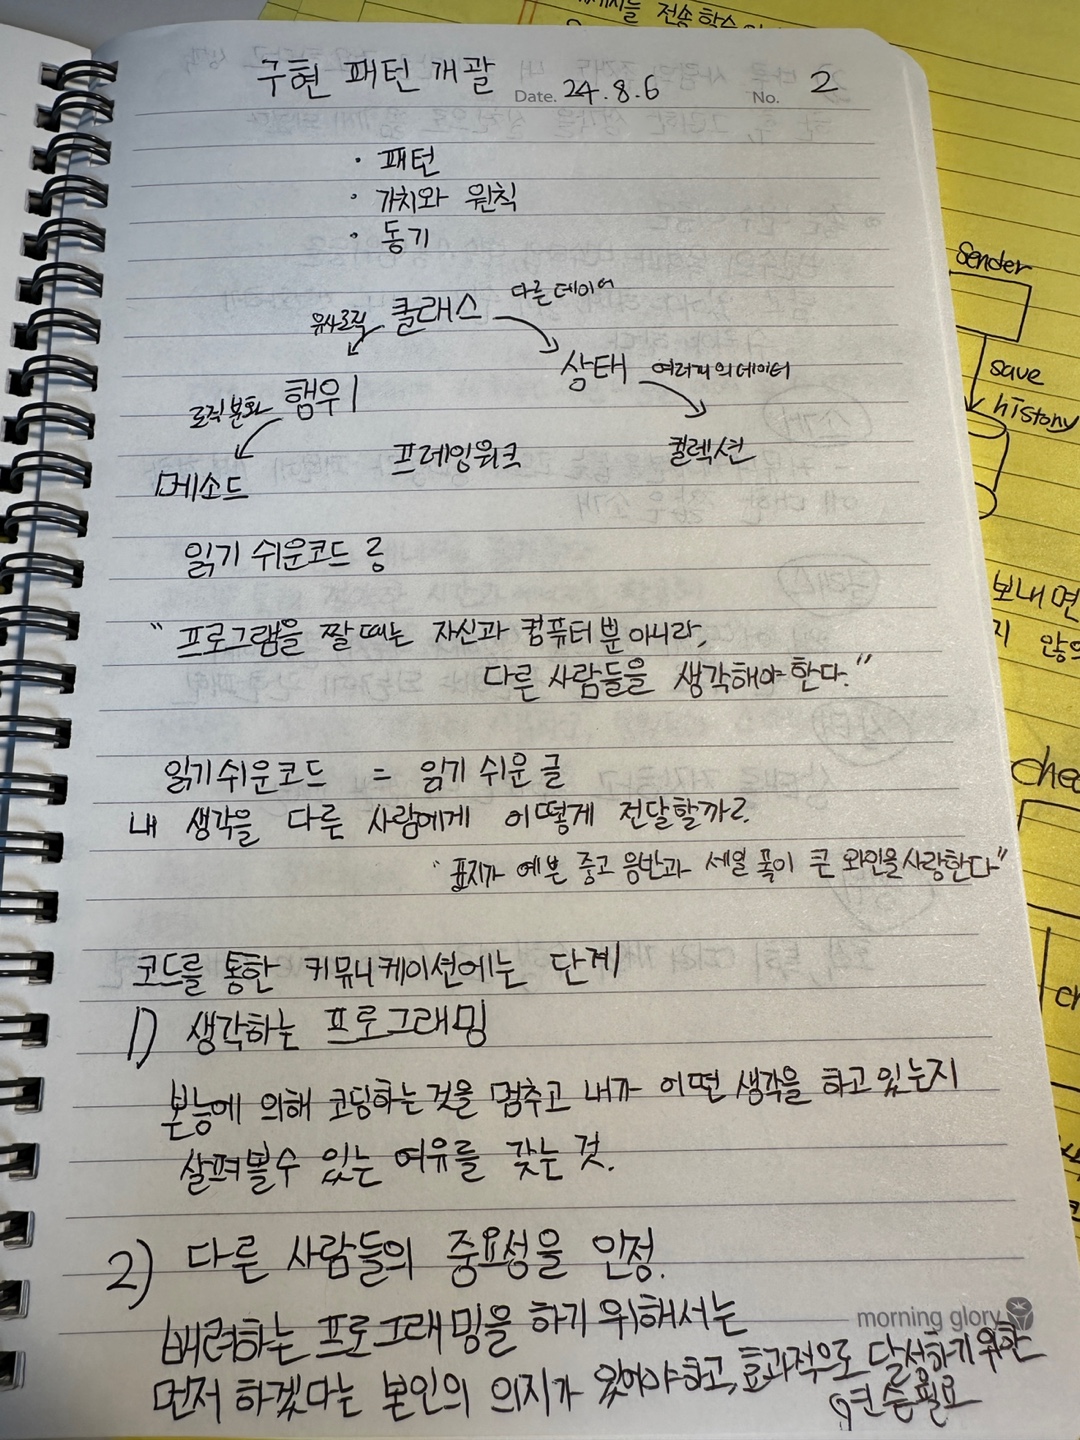 구현 패턴 개괄
Date. 24.8.6
No. 2
· 패턴
· 가치와 원칙
· 동기
클래스
유사로직
다른 데이터
행위
상태
여러개의 데이터
로직 분화
메소드
프레임워크
컬렉션
읽기 쉬운코드
“ 프로그램을 짤 때는 자신과 컴퓨터 뿐 아니라,
다른 사람들을 생각해야 한다.”
읽기쉬운코드 = 읽기 쉬운 글
내 생각을 다른 사람에게 어떻게 전달할까?
“표지가 예쁜 중고 음반과 세일 폭이 큰 와인을 사랑한다”
코드를 통한 커뮤니케이션에는 단계
1) 생각하는 프로그래밍
본능에 의해 코딩하는 것을 멈추고 내가 어떤 생각을 하고 있는지
살펴볼수 있는 여유를 갖는 것.
2) 다른 사람들의 중요성을 인정.
배려하는 프로그래밍을 하기 위해서는
먼저 하겠다는 본인의 의지가 있어야 하고, 효과적으로 달성하기 위한
연습필요
morning glory
전송
Sender
save
history
보내면
지 않으